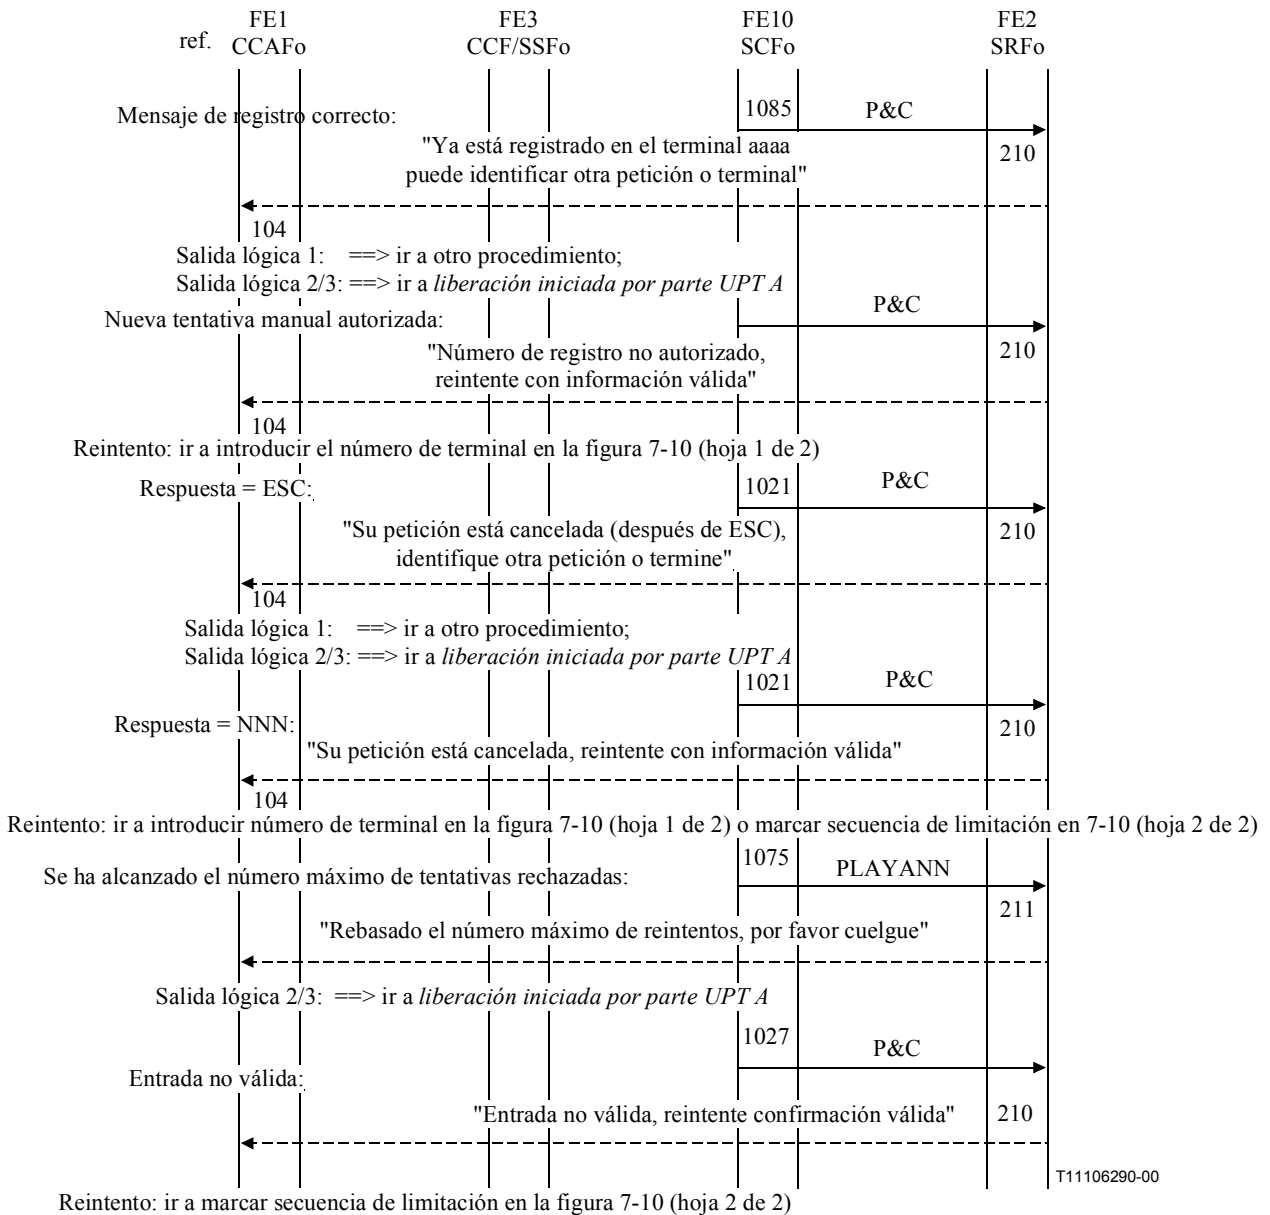 FE1 FE3 FE10 FE2
ref. CCAFo CCF/SSFo SCFo SRFo
Mensaje de registro correcto: 1085 P&C
"Ya está registrado en el terminal aaaa 210
puede identificar otra petición o terminal"
104
Salida lógica 1: ==> ir a otro procedimiento;
Salida lógica 2/3: ==> ir a liberación iniciada por parte UPT A
Nueva tentativa manual autorizada: P&C
"Número de registro no autorizado, 210
reintente con información válida"
104
Reintento: ir a introducir el número de terminal en la figura 7-10 (hoja 1 de 2)
Respuesta = ESC: 1021 P&C
"Su petición está cancelada (después de ESC), 210
identifique otra petición o termine"
104
Salida lógica 1: ==> ir a otro procedimiento;
Salida lógica 2/3: ==> ir a liberación iniciada por parte UPT A
1021 P&C
Respuesta = NNN: 210
"Su petición está cancelada, reintente con información válida"
104
Reintento: ir a introducir número de terminal en la figura 7-10 (hoja 1 de 2) o marcar secuencia de limitación en 7-10 (hoja 2 de 2)
Se ha alcanzado el número máximo de tentativas rechazadas: 1075 PLAYANN
211
"Rebasado el número máximo de reintentos, por favor cuelgue"
Salida lógica 2/3: ==> ir a liberación iniciada por parte UPT A
1027 P&C
Entrada no válida:
"Entrada no válida, reintente confirmación válida" 210
T11106290-00
Reintento: ir a marcar secuencia de limitación en la figura 7-10 (hoja 2 de 2)